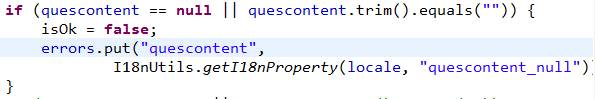 if (quescontent == null || quescontent.trim().equals("")) {
isOk = false;
errors.put("quescontent",
I18nUtils.getI18nProperty(locale, "quescontent_null")
}